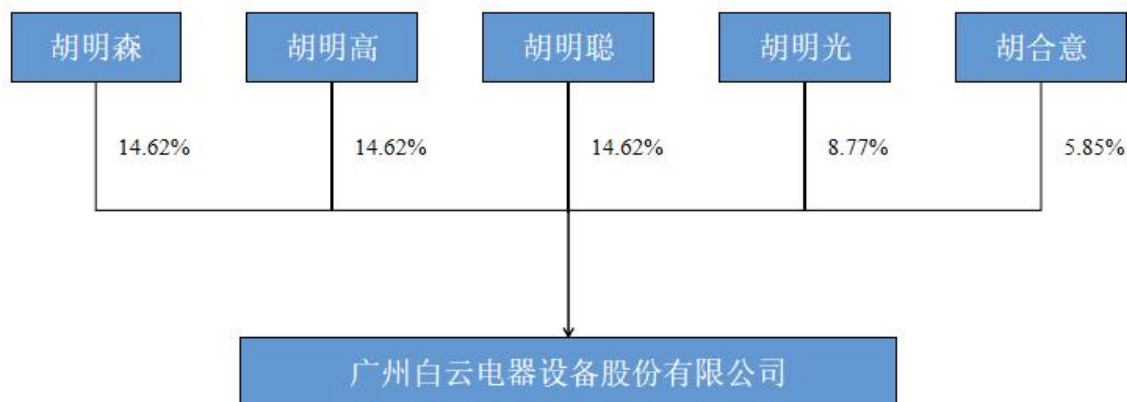 胡明森
胡明高
胡明聪
胡明光
胡合意
14.62%
14.62%
14.62%
8.77%
5.85%
广州白云电器设备股份有限公司